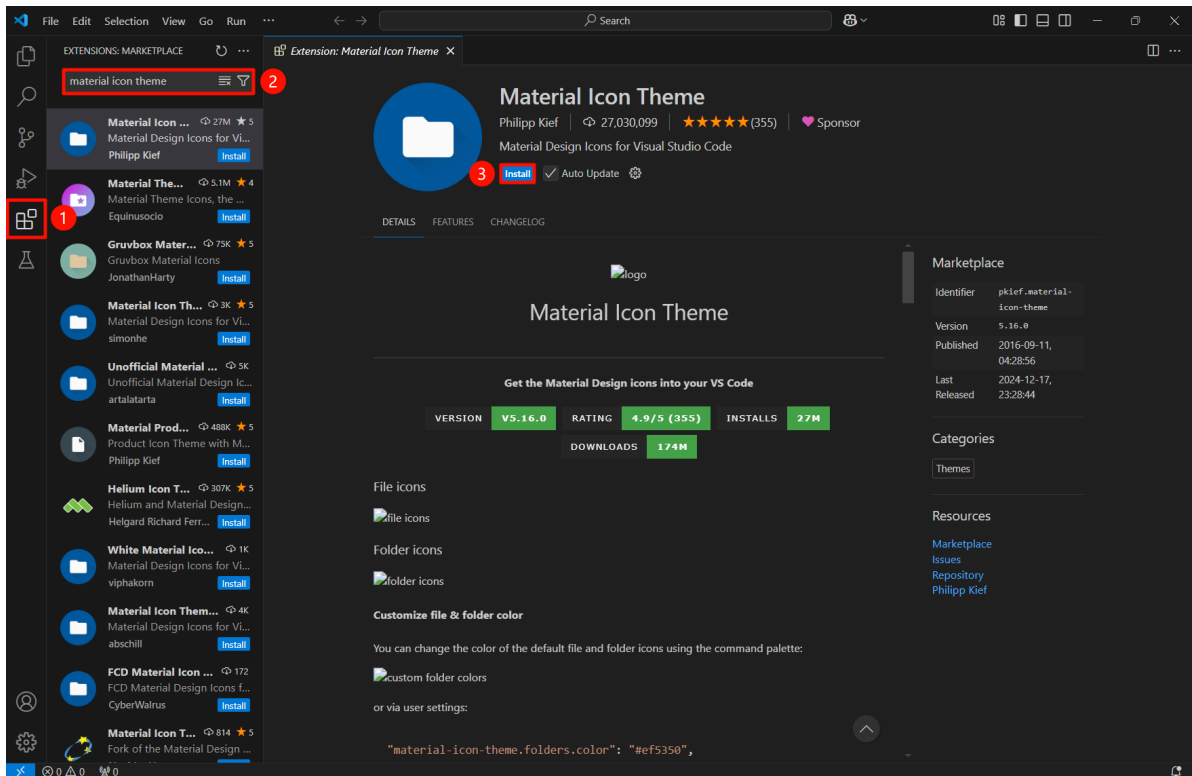 File Edit Selection View Go Run ...
Search
EXTENSIONS: MARKETPLACE
material icon theme
2
1
Material Icon ... 27M ★ 5
Material Design Icons for Vi...
Philipp Kief
Install
Material The... 5.1M ★ 4
Material Theme Icons, the ...
Equinusocio
Install
Gruvbox Mater... 75K ★ 5
Gruvbox Material Icons
JonathanHarty
Install
Material Icon Th... 3K ★ 5
Material Design Icons for Vi...
simonhe
Install
Unofficial Material ... 5K
Unofficial Material Design Ic...
artalatarta
Install
Material Prod... 488K ★ 5
Product Icon Theme with M...
Philipp Kief
Install
Helium Icon T... 307K ★ 5
Helium and Material Design...
Helgard Richard Ferr...
Install
White Material Ico... 1K
Material Design Icons for Vi...
viphakorn
Install
Material Icon Them... 4K
Material Design Icons for Vi...
abschill
Install
FCD Material Icon ... 172
FCD Material Design Icons f...
CyberWalrus
Install
Material Icon T... 814 ★ 5
Fork of the Material Design ...
Extension: Material Icon Theme
Material Icon Theme
Philipp Kief | 27,030,099 | ★★★★★(355) | Sponsor
Material Design Icons for Visual Studio Code
3
Install Auto Update
DETAILS FEATURES CHANGELOG
logo
Material Icon Theme
Get the Material Design icons into your VS Code
VERSION V5.16.0 RATING 4.9/5 (355) INSTALLS 27M
DOWNLOADS 174M
File icons
file icons
Folder icons
folder icons
Customize file & folder color
You can change the color of the default file and folder icons using the command palette:
custom folder colors
or via user settings:
"material-icon-theme.folders.color": "#ef5350",
Marketplace
Identifier pkief.material-
icon-theme
Version 5.16.0
Published 2016-09-11,
04:28:56
Last 2024-12-17,
Released 23:28:44
Categories
Themes
Resources
Marketplace
Issues
Repository
Philipp Kief
0 0 0